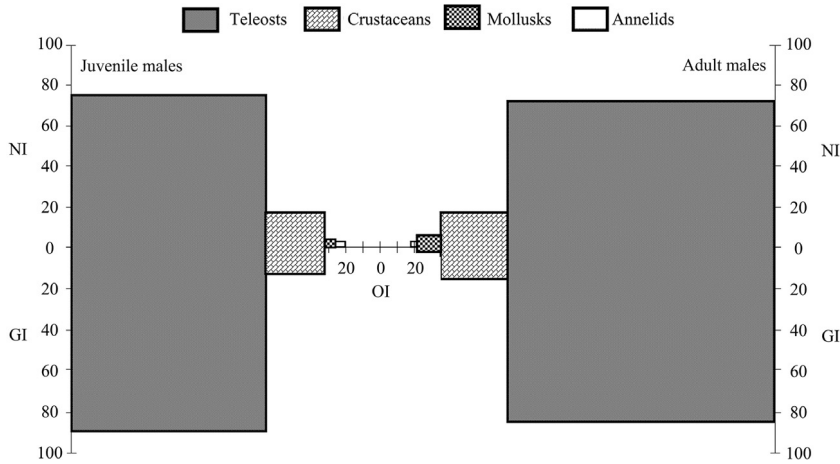 Teleosts Crustaceans Mollusks Annelids
100 100
Juvenile males Adult males
80 80
60 60
NI NI
40 40
20 20
0 0
20 0 20
20 20
OI
GI GI
40 40
60 60
80 80
100 100